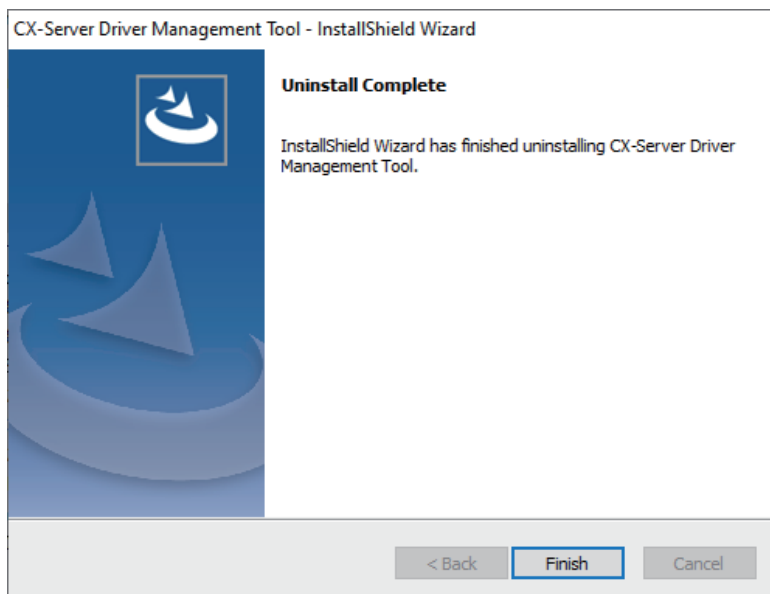 CX-Server Driver Management Tool - InstallShield Wizard
Uninstall Complete
InstallShield Wizard has finished uninstalling CX-Server Driver
Management Tool.
< Back
Finish
Cancel